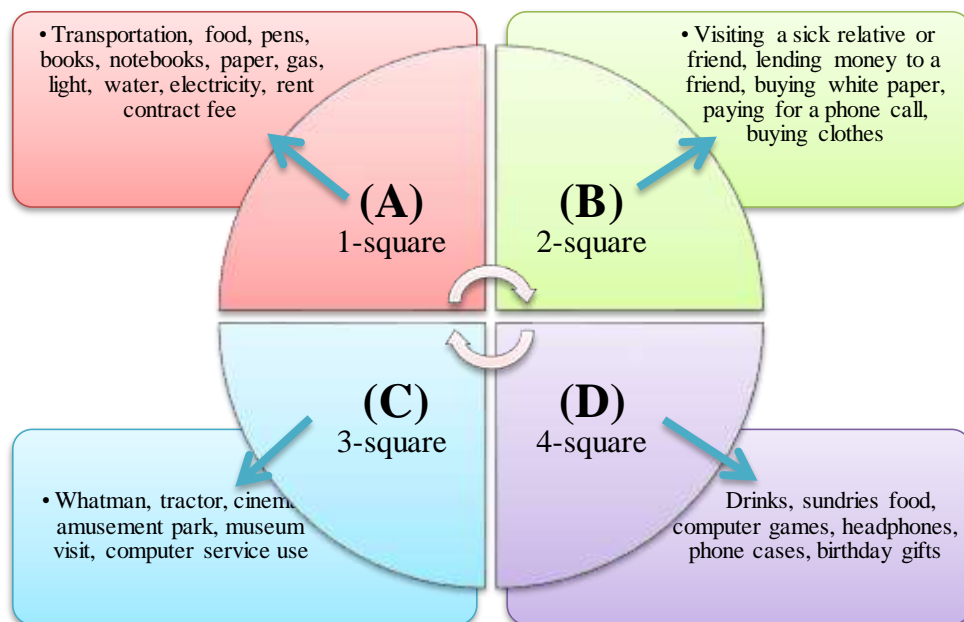 • Transportation, food, pens,
books, notebooks, paper, gas,
light, water, electricity, rent
contract fee
• Visiting a sick relative or
friend, lending money to a
friend, buying white paper,
paying for a phone call,
buying clothes
(A)
1-square
(B)
2-square
(C)
3-square
(D)
4-square
• Whatman, tractor, cinem
amusement park, museum
visit, computer service use
Drinks, sundries food,
computer games, headphones,
phone cases, birthday gifts